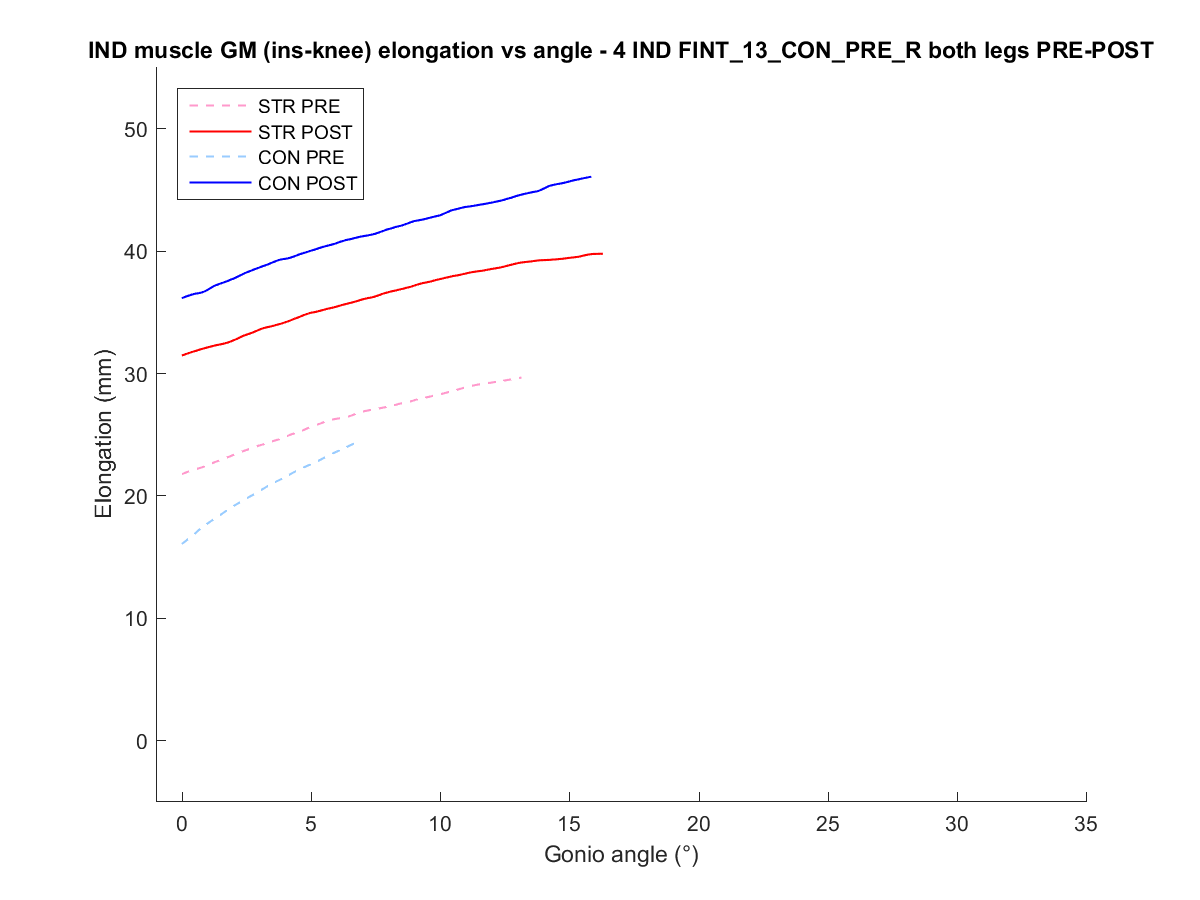 IND muscle GM (ins-knee) elongation vs angle - 4 IND FINT_13_CON_PRE_R both legs PRE-POST
STR PRE
STR POST
CON PRE
CON POST
50
40
30
20
10
0
Elongation (mm)
0 5 10 15 20 25 30 35
Gonio angle (°)